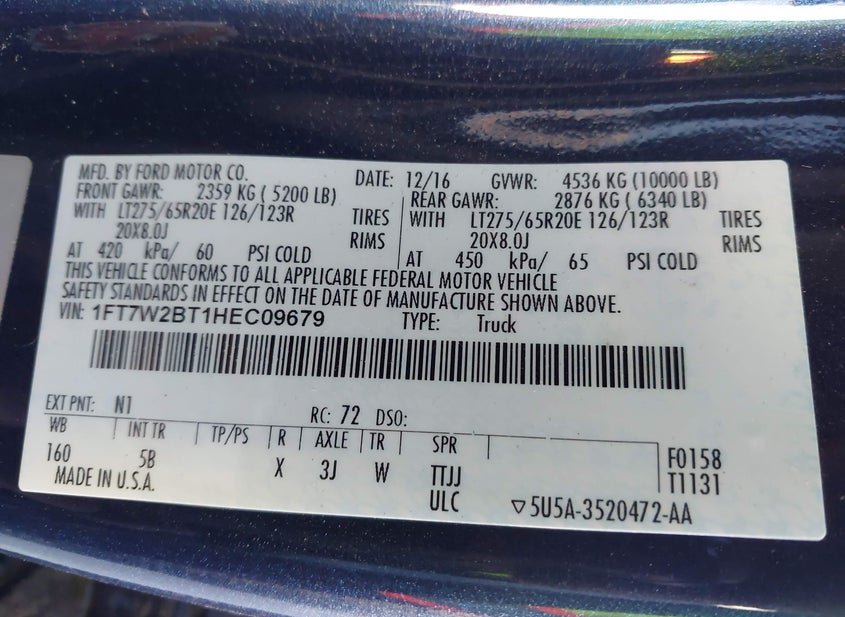 MFD. BY FORD MOTOR CO. DATE: 12/16 GVWR: 4536 KG (10000 LB)
FRONT GAWR: 2359 KG ( 5200 LB) REAR GAWR: 2876 KG ( 6340 LB)
WITH LT275/65R20E 126/123R TIRES WITH LT275/65R20E 126/123R TIRES
20X8.0J RIMS 20X8.0J RIMS
AT 420 kPa/ 60 PSI COLD AT 450 kPa/ 65 PSI COLD
THIS VEHICLE CONFORMS TO ALL APPLICABLE FEDERAL MOTOR VEHICLE
SAFETY STANDARDS IN EFFECT ON THE DATE OF MANUFACTURE SHOWN ABOVE.
VIN: 1FT7W2BT1HEC09679 TYPE: Truck
EXT PNT: N1 RC: 72 DSO:
WB INT TR TP/PS R AXLE TR SPR
160 5B X 3J W TTJJ F0158
MADE IN U.S.A. ULC T1131
▽5U5A-3520472-AA